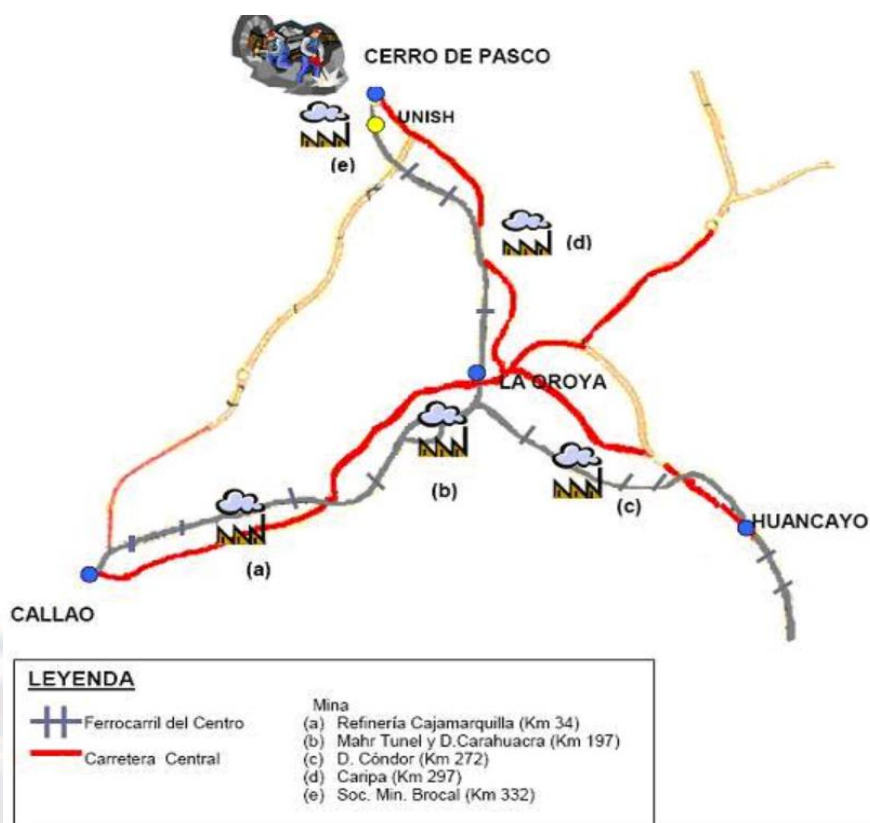 CERRO DE PASCO
UNISH
(e)
(d)
LA OROYA
(b)
(c)
HUANCAYO
(a)
CALLAO
LEYENDA
Ferrocarril del Centro
Carretera Central
Mina
(a) Refinería Cajamarquilla (Km 34)
(b) Mahr Tunel y D.Carahuacra (Km 197)
(c) D. Cóndor (Km 272)
(d) Caripa (Km 297)
(e) Soc. Min. Brocal (Km 332)